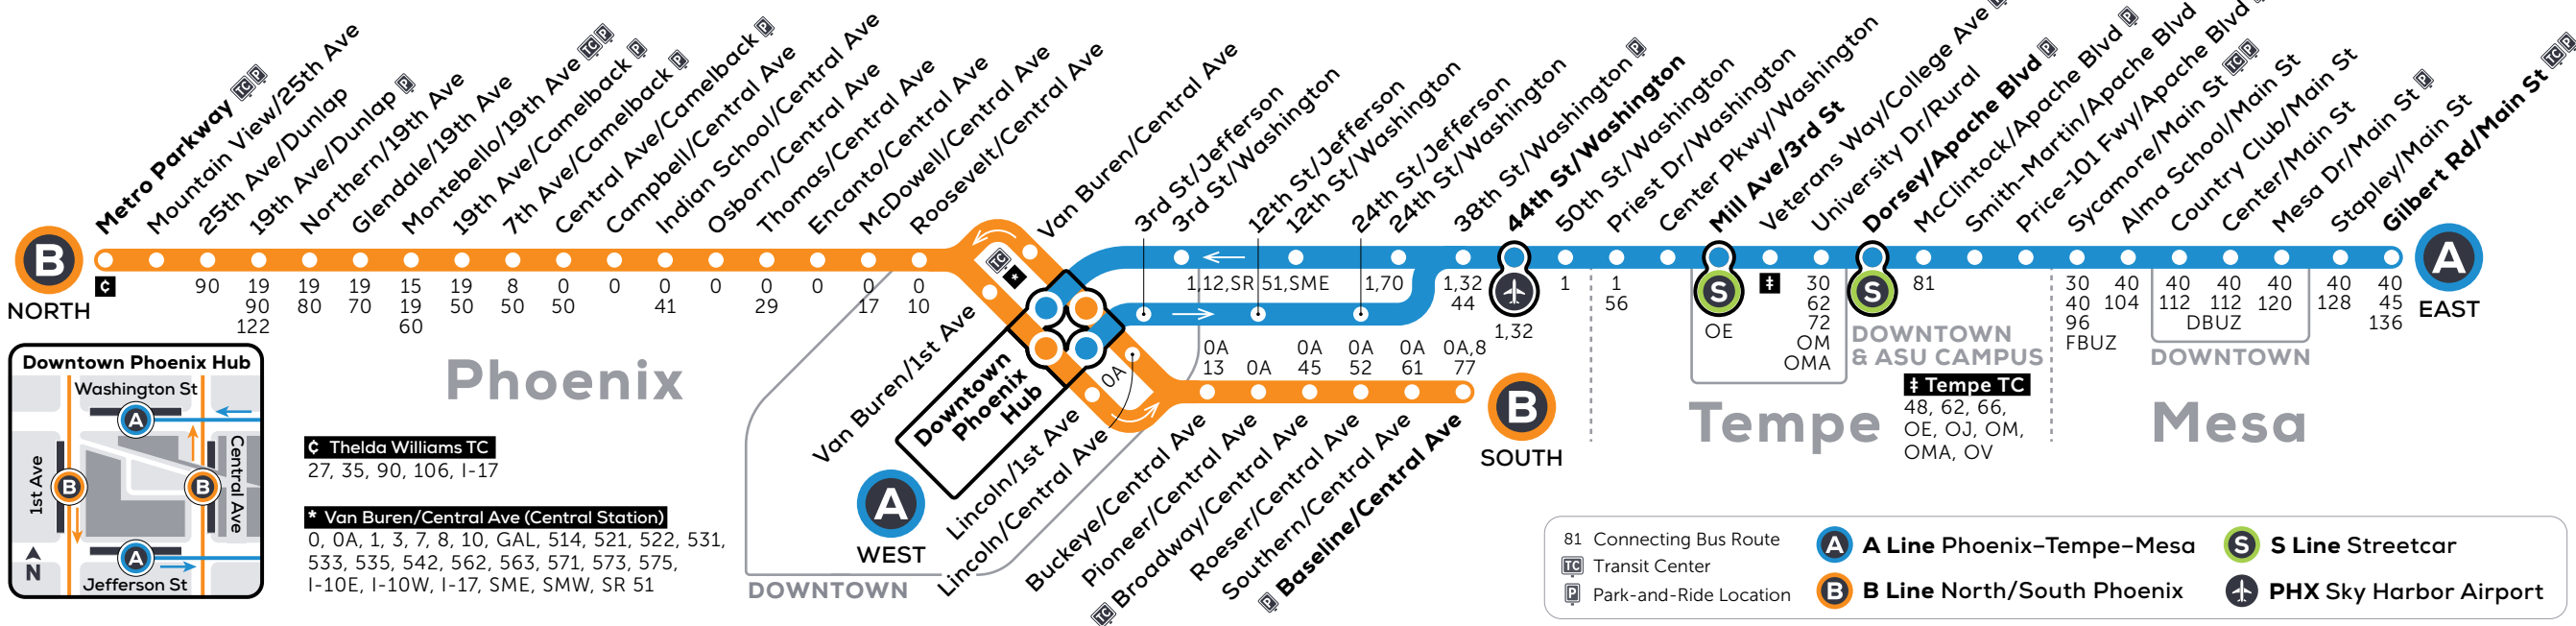 B
NORTH
Metro Parkway TC P
Mountain View/25th Ave
25th Ave/Dunlap
19th Ave/Dunlap P
Northern/19th Ave
Glendale/19th Ave
Montebello/19th Ave TC P
19th Ave/Camelback P
7th Ave/Camelback P
Central Ave/Camelback P
Campbell/Central Ave
Indian School/Central Ave
Osborn/Central Ave
Thomas/Central Ave
Encanto/Central Ave
McDowell/Central Ave
Roosevelt/Central Ave
Van Buren/Central Ave
3rd St/Jefferson
3rd St/Washington
12th St/Jefferson
12th St/Washington
24th St/Jefferson
24th St/Washington
38th St/Washington P
44th St/Washington
50th St/Washington
Priest Dr/Washington
Center Pkwy/Washington
Mill Ave/3rd St
Veterans Way/College Ave
University Dr/Rural
Dorsey/Apache Blvd P
McClintock/Apache Blvd P
Smith-Martin/Apache Blvd
Price-101 Fwy/Apache Blvd
Sycamore/Main St TC P
Alma School/Main St
Country Club/Main St
Center/Main St
Mesa Dr/Main St P
Stapley/Main St
Gilbert Rd/Main St TC P
A
EAST
¢
90
19
90
122
19
80
19
70
15
19
60
19
50
8
50
0
50
0
0
41
0
0
29
0
0
17
0
10
TC
*
1,12,SR 51,SME
1,70
1,32
44
1,32
1
1
56
S
OE
‡
30
62
72
OM
OMA
S
81
30
40
96
FBUZ
40
104
40
112
40
112
DBUZ
40
120
40
128
40
45
136
DOWNTOWN
& ASU CAMPUS
DOWNTOWN
Phoenix
Tempe
Mesa
‡ Tempe TC
48, 62, 66,
OE, OJ, OM,
OMA, OV
Van Buren/1st Ave
Downtown
Phoenix
Hub
0A
Lincoln/1st Ave
Lincoln/Central Ave
0A
13
0A
0A
45
0A
52
0A
61
0A,8
77
Buckeye/Central Ave
Pioneer/Central Ave
TC Broadway/Central Ave
Roeser/Central Ave
Southern/Central Ave
P Baseline/Central Ave
B
SOUTH
A
WEST
DOWNTOWN
Downtown Phoenix Hub
Washington St
A
1st Ave
B
B
Central Ave
A
N
Jefferson St
¢ Thelda Williams TC
27, 35, 90, 106, I-17
* Van Buren/Central Ave (Central Station)
0, 0A, 1, 3, 7, 8, 10, GAL, 514, 521, 522, 531,
533, 535, 542, 562, 563, 571, 573, 575,
I-10E, I-10W, I-17, SME, SMW, SR 51
81 Connecting Bus Route
TC Transit Center
P Park-and-Ride Location
A A Line Phoenix–Tempe–Mesa
B B Line North/South Phoenix
S S Line Streetcar
PHX Sky Harbor Airport